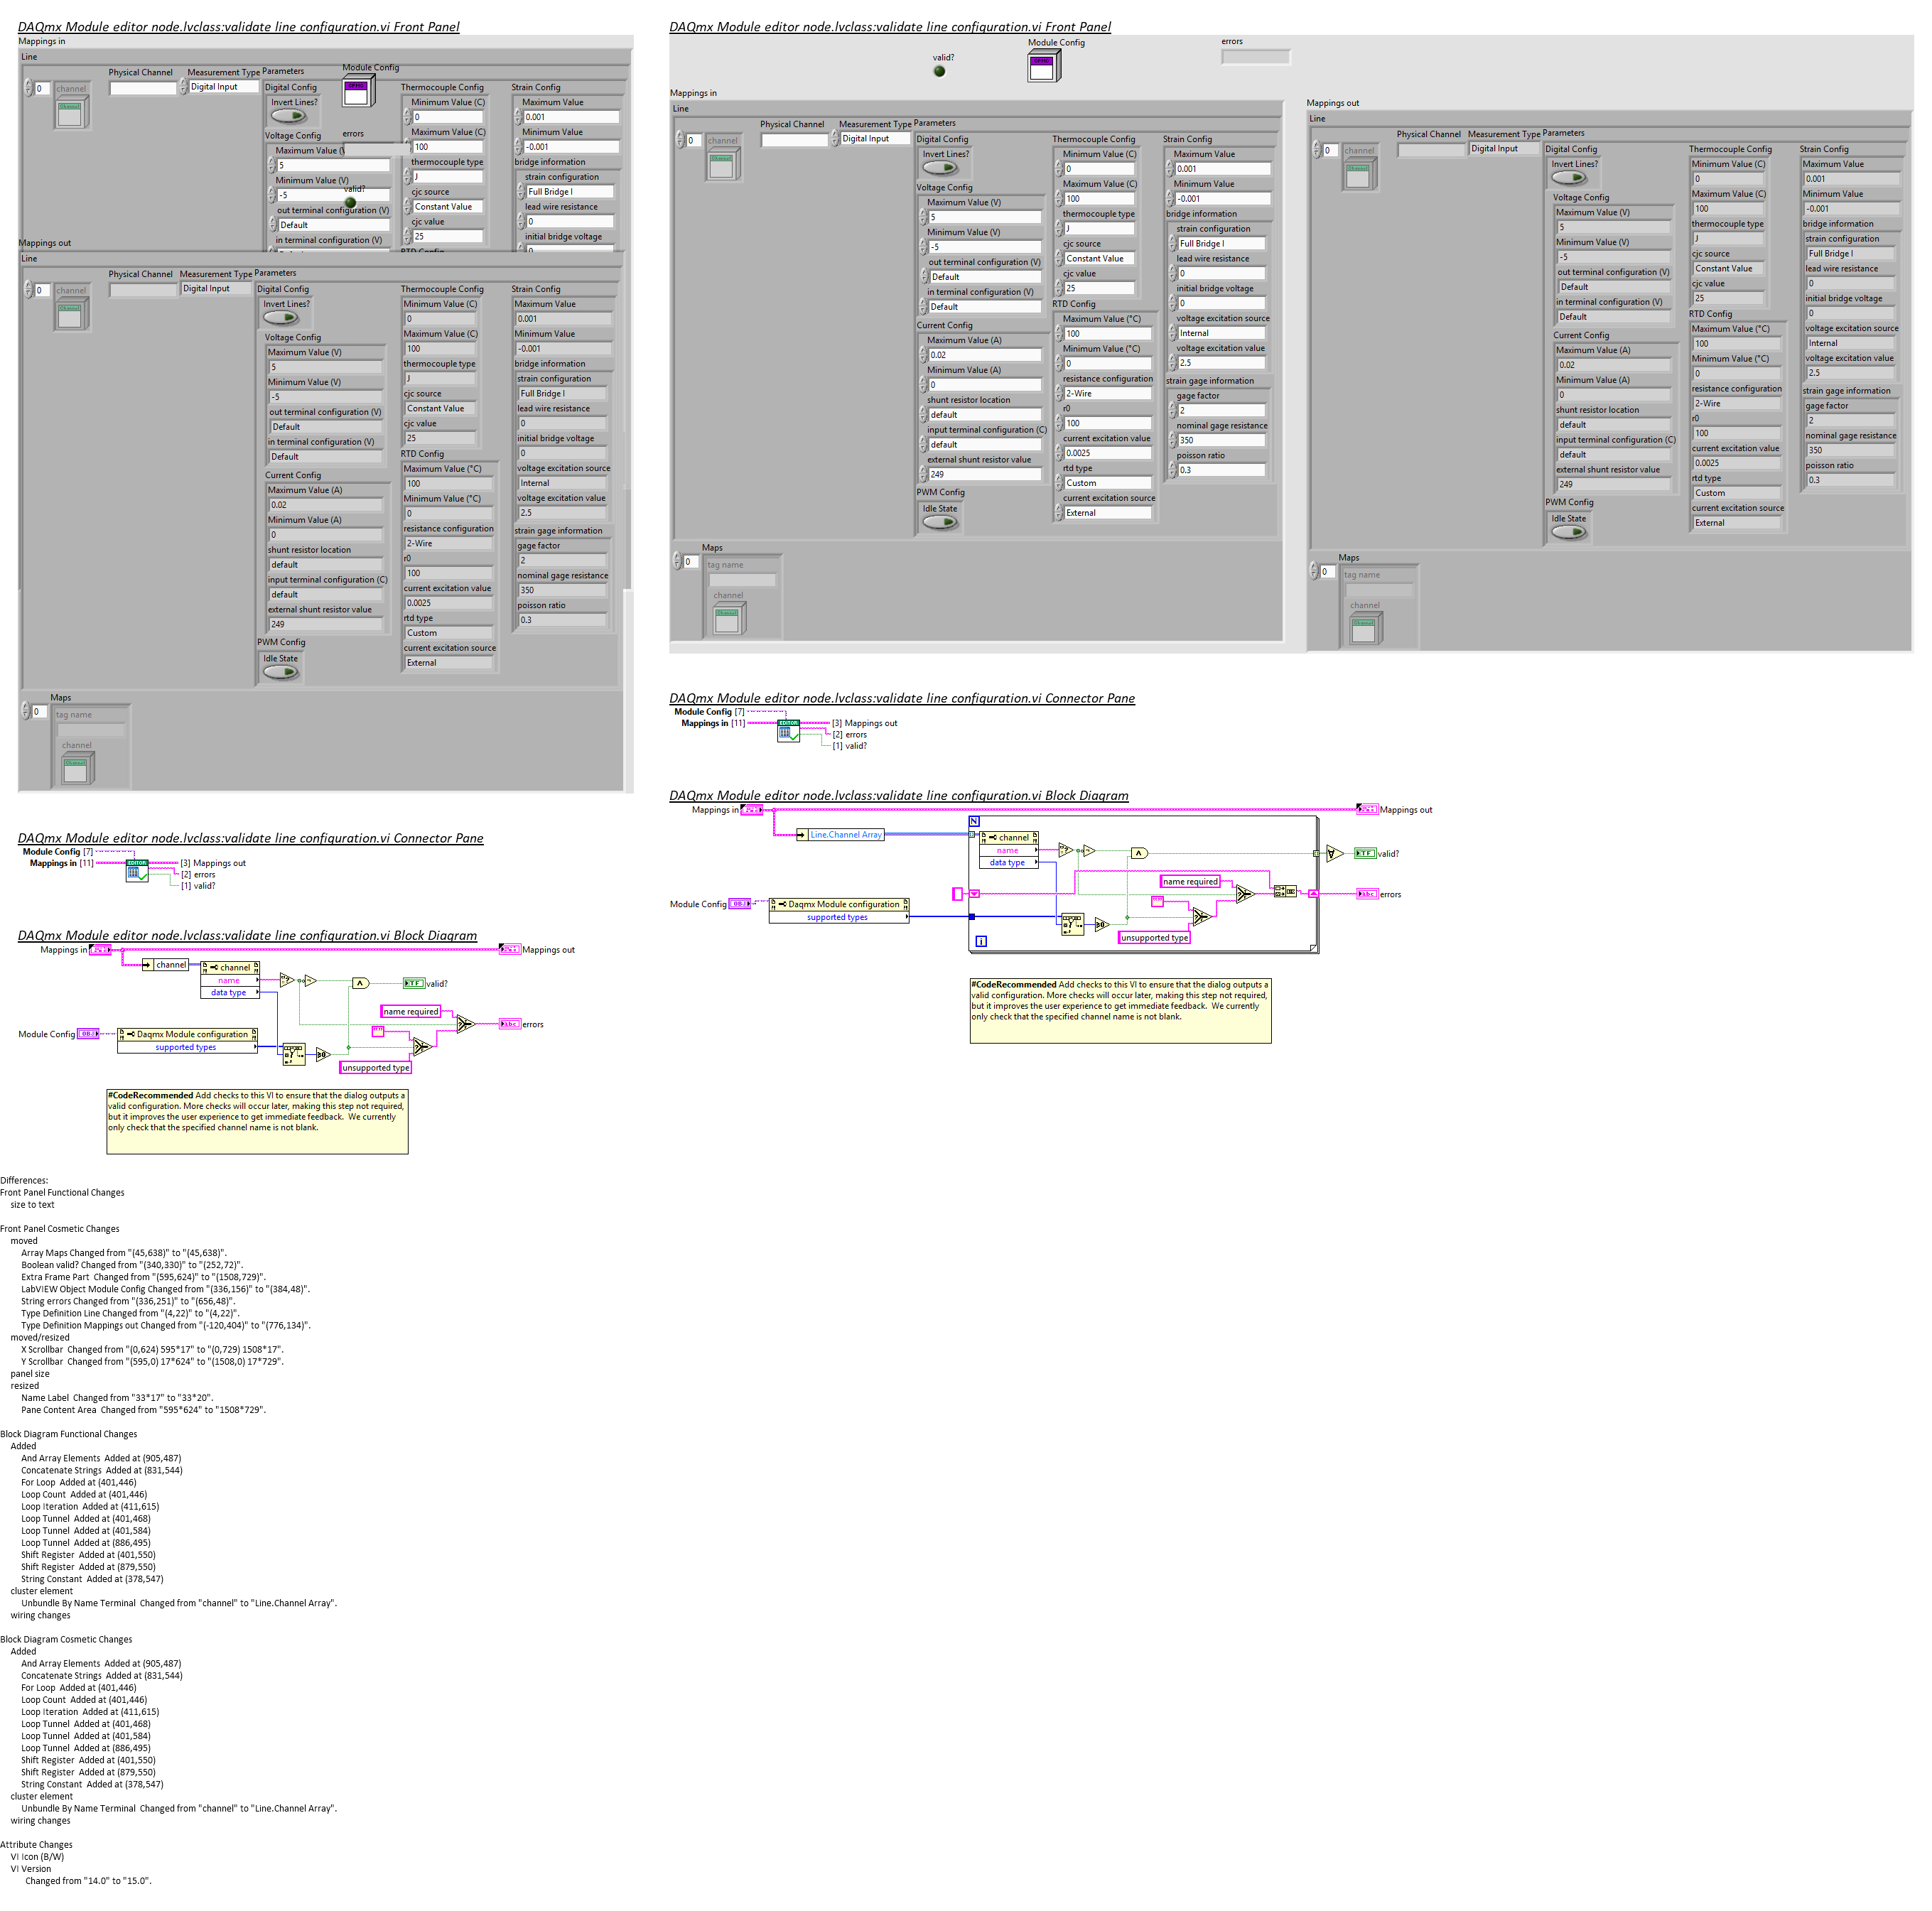 DAQmx Module editor node.lvclass:validate line configuration.vi Front Panel
Mappings in
Line
0
channel
Physical Channel
Measurement Type
Digital Input
Parameters
Digital Config
Invert Lines?
Voltage Config
Maximum Value (V
5
Minimum Value (V)
-5
out terminal configuration (V)
Default
in terminal configuration (V)
Module Config
errors
valid?
Thermocouple Config
Minimum Value (C)
0
Maximum Value (C)
100
thermocouple type
J
cjc source
Constant Value
cjc value
25
Strain Config
Maximum Value
0.001
Minimum Value
-0.001
bridge information
strain configuration
Full Bridge I
lead wire resistance
0
initial bridge voltage
Mappings out
Line
0
channel
Physical Channel
Measurement Type
Digital Input
Parameters
Digital Config
Invert Lines?
Voltage Config
Maximum Value (V)
5
Minimum Value (V)
-5
out terminal configuration (V)
Default
in terminal configuration (V)
Default
Current Config
Maximum Value (A)
0.02
Minimum Value (A)
0
shunt resistor location
default
input terminal configuration (C)
default
external shunt resistor value
249
PWM Config
Idle State
Thermocouple Config
Minimum Value (C)
0
Maximum Value (C)
100
thermocouple type
J
cjc source
Constant Value
cjc value
25
RTD Config
Maximum Value (°C)
100
Minimum Value (°C)
0
resistance configuration
2-Wire
r0
100
current excitation value
0.0025
rtd type
Custom
current excitation source
External
Strain Config
Maximum Value
0.001
Minimum Value
-0.001
bridge information
strain configuration
Full Bridge I
lead wire resistance
0
initial bridge voltage
0
voltage excitation source
Internal
voltage excitation value
2.5
strain gage information
gage factor
2
nominal gage resistance
350
poisson ratio
0.3
Maps
0
tag name
channel
DAQmx Module editor node.lvclass:validate line configuration.vi Connector Pane
Module Config [7]
Mappings in [11]
EDITOR
[3] Mappings out
[2] errors
[1] valid?
DAQmx Module editor node.lvclass:validate line configuration.vi Block Diagram
Mappings in
Mappings out
channel
channel
name
data type
TF
valid?
name required
abc
errors
Module Config
OBJ
Daqmx Module configuration
supported types
unsupported type
#CodeRecommended Add checks to this VI to ensure that the dialog outputs a
valid configuration. More checks will occur later, making this step not required,
but it improves the user experience to get immediate feedback.  We currently
only check that the specified channel name is not blank.
DAQmx Module editor node.lvclass:validate line configuration.vi Front Panel
valid?
Module Config
errors
Mappings in
Line
0
channel
Physical Channel
Measurement Type
Digital Input
Parameters
Digital Config
Invert Lines?
Voltage Config
Maximum Value (V)
5
Minimum Value (V)
-5
out terminal configuration (V)
Default
in terminal configuration (V)
Default
Current Config
Maximum Value (A)
0.02
Minimum Value (A)
0
shunt resistor location
default
input terminal configuration (C)
default
external shunt resistor value
249
PWM Config
Idle State
Thermocouple Config
Minimum Value (C)
0
Maximum Value (C)
100
thermocouple type
J
cjc source
Constant Value
cjc value
25
RTD Config
Maximum Value (°C)
100
Minimum Value (°C)
0
resistance configuration
2-Wire
r0
100
current excitation value
0.0025
rtd type
Custom
current excitation source
External
Strain Config
Maximum Value
0.001
Minimum Value
-0.001
bridge information
strain configuration
Full Bridge I
lead wire resistance
0
initial bridge voltage
0
voltage excitation source
Internal
voltage excitation value
2.5
strain gage information
gage factor
2
nominal gage resistance
350
poisson ratio
0.3
Maps
0
tag name
channel
Mappings out
Line
0
channel
Physical Channel
Measurement Type
Digital Input
Parameters
Digital Config
Invert Lines?
Voltage Config
Maximum Value (V)
5
Minimum Value (V)
-5
out terminal configuration (V)
Default
in terminal configuration (V)
Default
Current Config
Maximum Value (A)
0.02
Minimum Value (A)
0
shunt resistor location
default
input terminal configuration (C)
default
external shunt resistor value
249
PWM Config
Idle State
Thermocouple Config
Minimum Value (C)
0
Maximum Value (C)
100
thermocouple type
J
cjc source
Constant Value
cjc value
25
RTD Config
Maximum Value (°C)
100
Minimum Value (°C)
0
resistance configuration
2-Wire
r0
100
current excitation value
0.0025
rtd type
Custom
current excitation source
External
Strain Config
Maximum Value
0.001
Minimum Value
-0.001
bridge information
strain configuration
Full Bridge I
lead wire resistance
0
initial bridge voltage
0
voltage excitation source
Internal
voltage excitation value
2.5
strain gage information
gage factor
2
nominal gage resistance
350
poisson ratio
0.3
Maps
0
tag name
channel
DAQmx Module editor node.lvclass:validate line configuration.vi Connector Pane
Module Config [7]
Mappings in [11]
EDITOR
[3] Mappings out
[2] errors
[1] valid?
DAQmx Module editor node.lvclass:validate line configuration.vi Block Diagram
Mappings in
Mappings out
Line.Channel Array
N
channel
name
data type
TF
valid?
name required
abc
errors
Module Config
OBJ
Daqmx Module configuration
supported types
unsupported type
i
#CodeRecommended Add checks to this VI to ensure that the dialog outputs a
valid configuration. More checks will occur later, making this step not required,
but it improves the user experience to get immediate feedback.  We currently
only check that the specified channel name is not blank.
Differences:
Front Panel Functional Changes
size to text
Front Panel Cosmetic Changes
moved
Array Maps Changed from "(45,638)" to "(45,638)".
Boolean valid? Changed from "(340,330)" to "(252,72)".
Extra Frame Part  Changed from "(595,624)" to "(1508,729)".
LabVIEW Object Module Config Changed from "(336,156)" to "(384,48)".
String errors Changed from "(336,251)" to "(656,48)".
Type Definition Line Changed from "(4,22)" to "(4,22)".
Type Definition Mappings out Changed from "(-120,404)" to "(776,134)".
moved/resized
X Scrollbar  Changed from "(0,624) 595*17" to "(0,729) 1508*17".
Y Scrollbar  Changed from "(595,0) 17*624" to "(1508,0) 17*729".
panel size
resized
Name Label  Changed from "33*17" to "33*20".
Pane Content Area  Changed from "595*624" to "1508*729".
Block Diagram Functional Changes
Added
And Array Elements  Added at (905,487)
Concatenate Strings  Added at (831,544)
For Loop  Added at (401,446)
Loop Count  Added at (401,446)
Loop Iteration  Added at (411,615)
Loop Tunnel  Added at (401,468)
Loop Tunnel  Added at (401,584)
Loop Tunnel  Added at (886,495)
Shift Register  Added at (401,550)
Shift Register  Added at (879,550)
String Constant  Added at (378,547)
cluster element
Unbundle By Name Terminal  Changed from "channel" to "Line.Channel Array".
wiring changes
Block Diagram Cosmetic Changes
Added
And Array Elements  Added at (905,487)
Concatenate Strings  Added at (831,544)
For Loop  Added at (401,446)
Loop Count  Added at (401,446)
Loop Iteration  Added at (411,615)
Loop Tunnel  Added at (401,468)
Loop Tunnel  Added at (401,584)
Loop Tunnel  Added at (886,495)
Shift Register  Added at (401,550)
Shift Register  Added at (879,550)
String Constant  Added at (378,547)
cluster element
Unbundle By Name Terminal  Changed from "channel" to "Line.Channel Array".
wiring changes
Attribute Changes
VI Icon (B/W)
VI Version
Changed from "14.0" to "15.0".